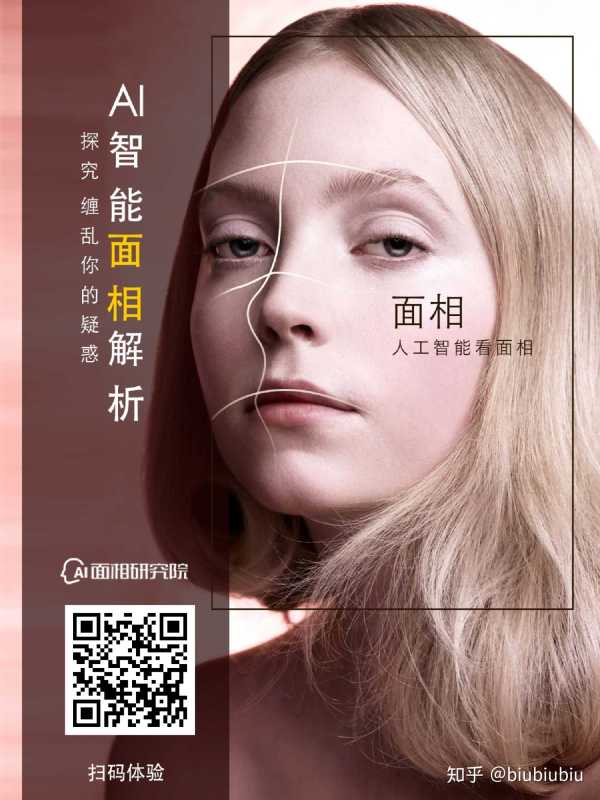 AI智能面相解析
探究 缠乱你的疑惑
面相
人工智能看面相
AI面相研究院
扫码体验
知乎 @biubiubiu